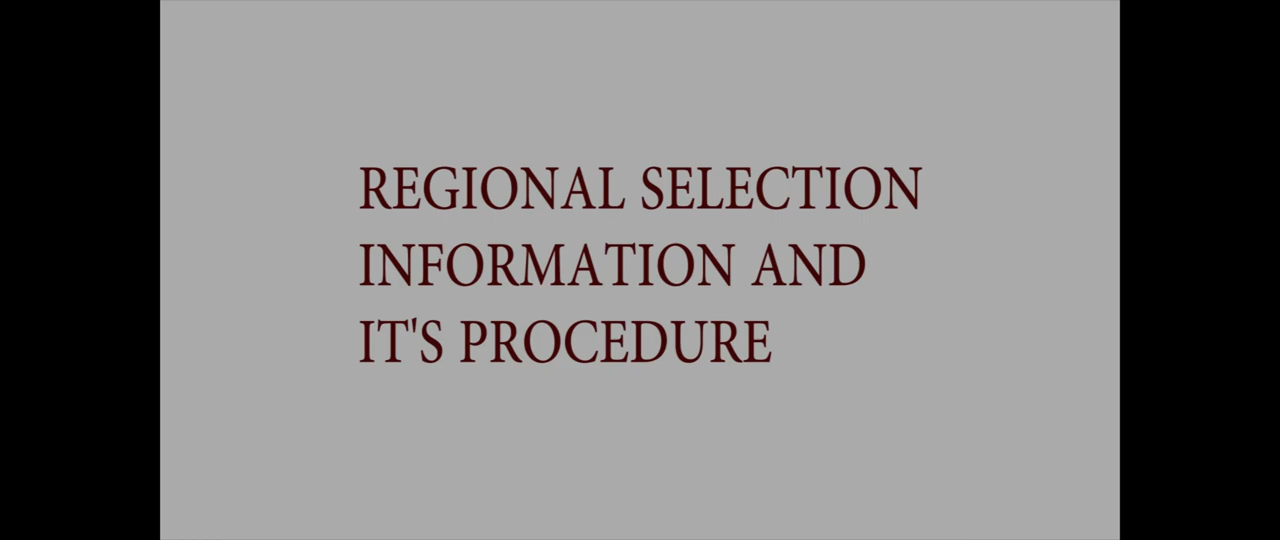 REGIONAL SELECTION
INFORMATION AND
IT'S PROCEDURE